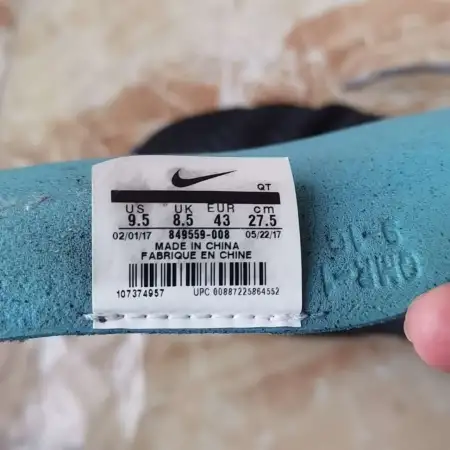 QT
US UK EUR cm
9.5 8.5 43 27.5
02/01/17 849559-008 05/22/17
MADE IN CHINA
FABRIQUE EN CHINE
107374957 UPC 00887225864552